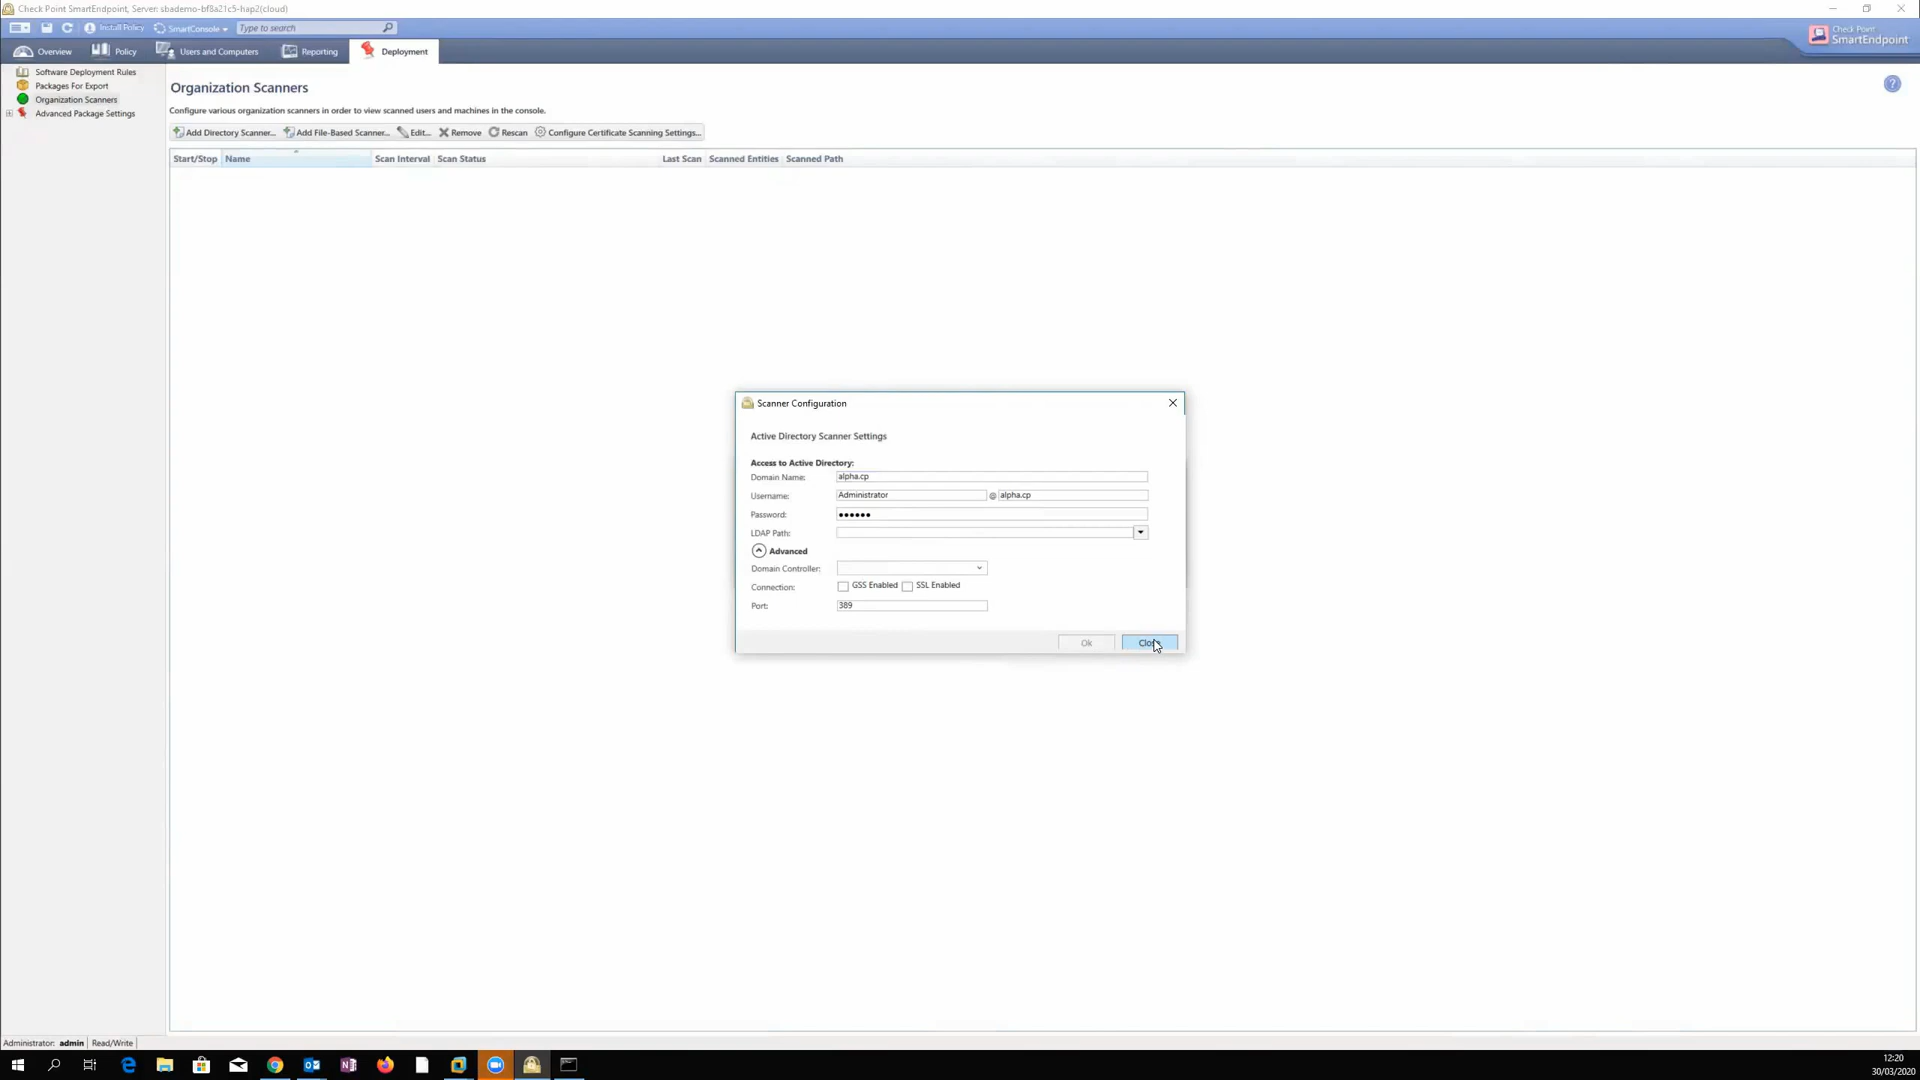 Check Point SmartEndpoint, Server: sbademo-bf8a21c5-hap2(cloud)
Install Policy SmartConsole Type to search
Check Point
SmartEndpoint
Overview Policy Users and Computers Reporting Deployment
Software Deployment Rules
Packages For Export
Organization Scanners
Advanced Package Settings
Organization Scanners
?
Configure various organization scanners in order to view scanned users and machines in the console.
Add Directory Scanner... Add File-Based Scanner... Edit... Remove Rescan Configure Certificate Scanning Settings...
Start/Stop Name Scan Interval Scan Status Last Scan Scanned Entities Scanned Path
Scanner Configuration
Active Directory Scanner Settings
Access to Active Directory:
Domain Name: alpha.cp
Username: Administrator @ alpha.cp
Password: ●●●●●●
LDAP Path:
Advanced
Domain Controller:
Connection: GSS Enabled SSL Enabled
Port: 389
Ok Close
Administrator: admin Read/Write
12:20
30/03/2020